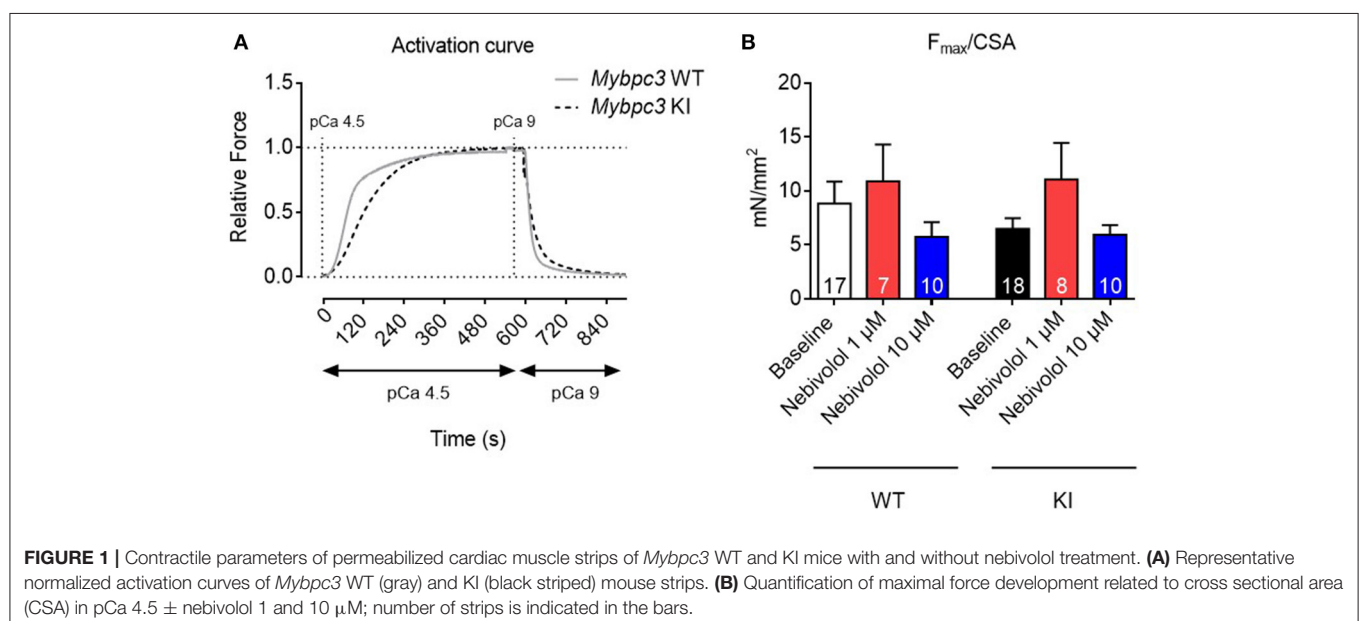 A
Activation curve
Mybpc3 WT
Mybpc3 KI
pCa 4.5
pCa 9
1.5
1.0
0.5
0.0
Relative Force
0
120
240
360
480
600
720
840
pCa 4.5
pCa 9
Time (s)
B
Fmax/CSA
20
15
10
5
0
mN/mm²
17
7
10
18
8
10
Baseline
Nebivolol 1 µM
Nebivolol 10 µM
Baseline
Nebivolol 1 µM
Nebivolol 10 µM
WT
KI
FIGURE 1 | Contractile parameters of permeabilized cardiac muscle strips of Mybpc3 WT and KI mice with and without nebivolol treatment. (A) Representative
normalized activation curves of Mybpc3 WT (gray) and KI (black striped) mouse strips. (B) Quantification of maximal force development related to cross sectional area
(CSA) in pCa 4.5 ± nebivolol 1 and 10 µM; number of strips is indicated in the bars.